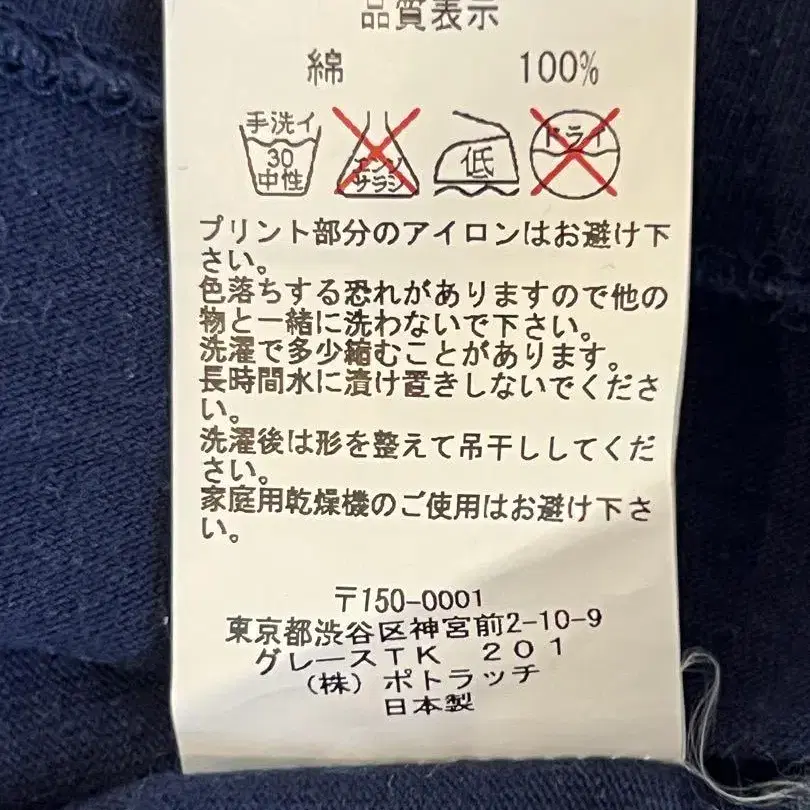 品質表示
綿 100%
手洗イ
30
中性
エンソ
サラシ
低
ドライ
プリント部分のアイロンはお避け下
さい。
色落ちする恐れがありますので他の
物と一緒に洗わないで下さい。
洗濯で多少縮むことがあります。
長時間水に漬け置きしないでくださ
い。
洗濯後は形を整えて吊干ししてくだ
さい。
家庭用乾燥機のご使用はお避け下さ
い。
〒150-0001
東京都渋谷区神宮前2-10-9
グレースTK 201
(株)ポトラッチ
日本製